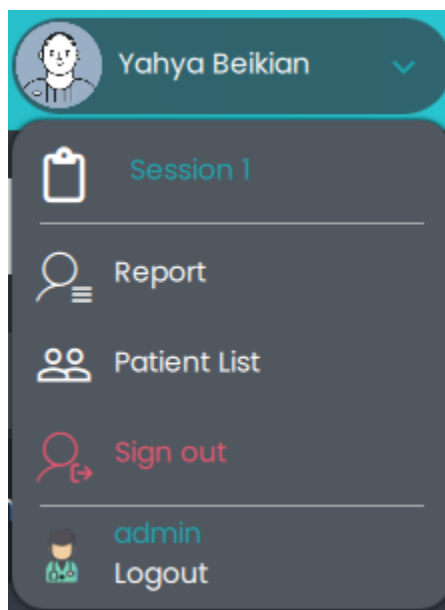 Yahya Beikian
Session 1
Report
Patient List
Sign out
admin
Logout